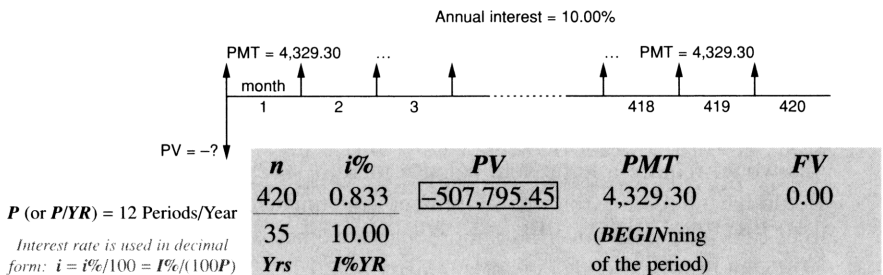 Annual interest = 10.00%
PMT = 4,329.30 ... ... PMT = 4,329.30
month
1 2 3 418 419 420
PV = –?
n i% PV PMT FV
420 0.833 –507,795.45 4,329.30 0.00
P (or P/YR) = 12 Periods/Year
35 10.00 (BEGINning
Interest rate is used in decimal
form: i = i%/100 = I%/(100P)
Yrs I%YR of the period)